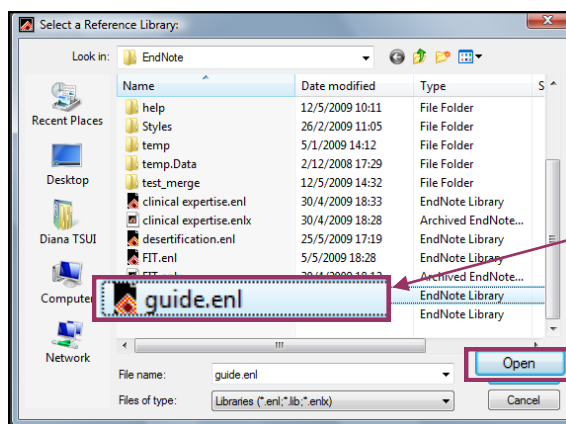 Select a Reference Library:
Look in: EndNote
Name Date modified Type S
help 12/5/2009 10:11 File Folder
Styles 26/2/2009 11:05 File Folder
temp 5/1/2009 14:12 File Folder
temp.Data 2/12/2008 17:29 File Folder
test_merge 12/5/2009 14:32 File Folder
clinical expertise.enl 30/4/2009 18:33 EndNote Library
clinical expertise.enlx 30/4/2009 18:28 Archived EndNote...
desertification.enl 25/5/2009 17:19 EndNote Library
FIT.enl 5/5/2009 18:28 EndNote Library
Archived EndNote...
guide.enl EndNote Library
EndNote Library
Recent Places
Desktop
Diana TSUI
Computer
Network
File name: guide.enl Open
Files of type: Libraries (*.enl;*.lib;*.enlx) Cancel